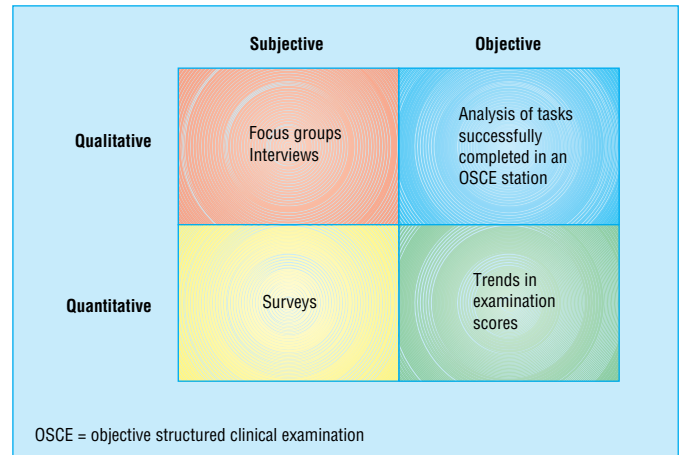 Subjective
Objective
Qualitative
Focus groups
Interviews
Analysis of tasks
successfully
completed in an
OSCE station
Quantitative
Surveys
Trends in
examination
scores
OSCE = objective structured clinical examination